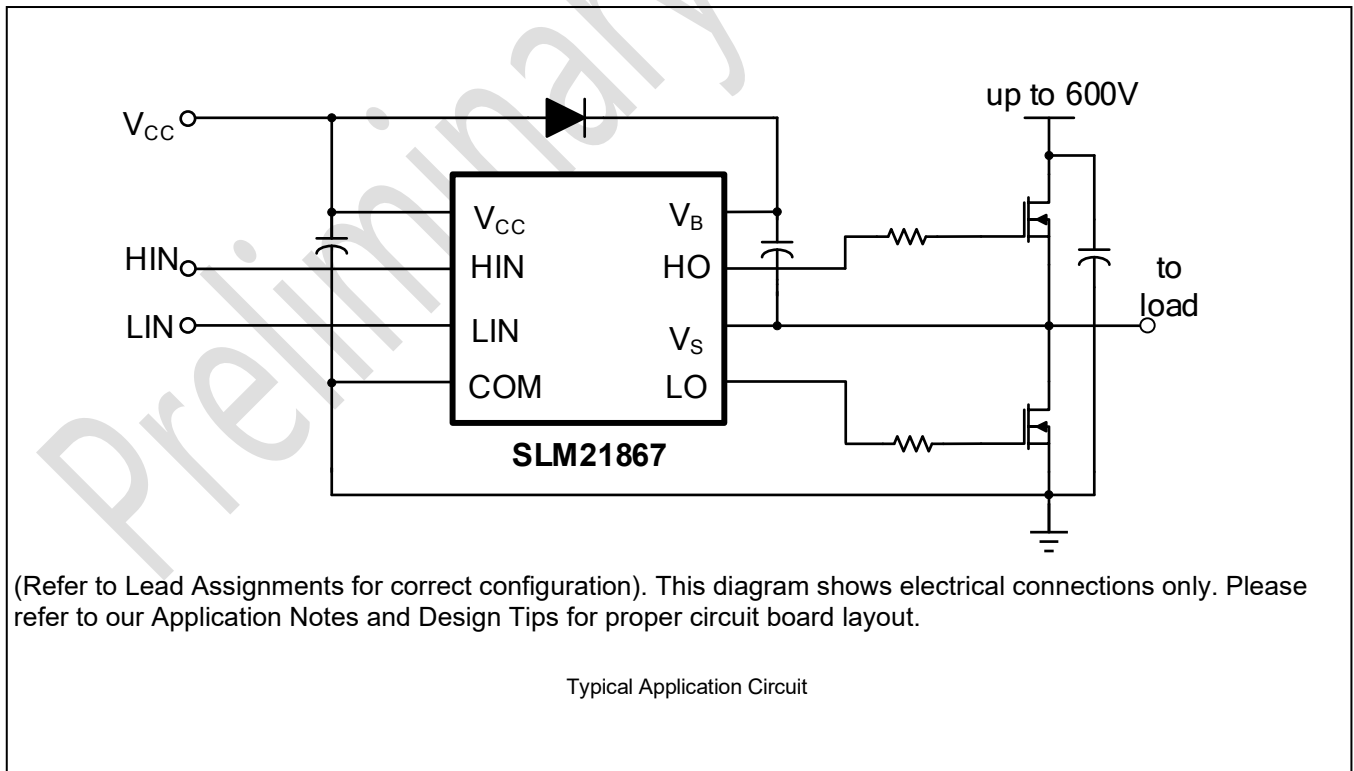 Preliminary
up to 600V
VCC
VCC
VB
HIN
HIN
HO
to
load
LIN
LIN
VS
COM
LO
SLM21867
(Refer to Lead Assignments for correct configuration). This diagram shows electrical connections only. Please
refer to our Application Notes and Design Tips for proper circuit board layout.
Typical Application Circuit